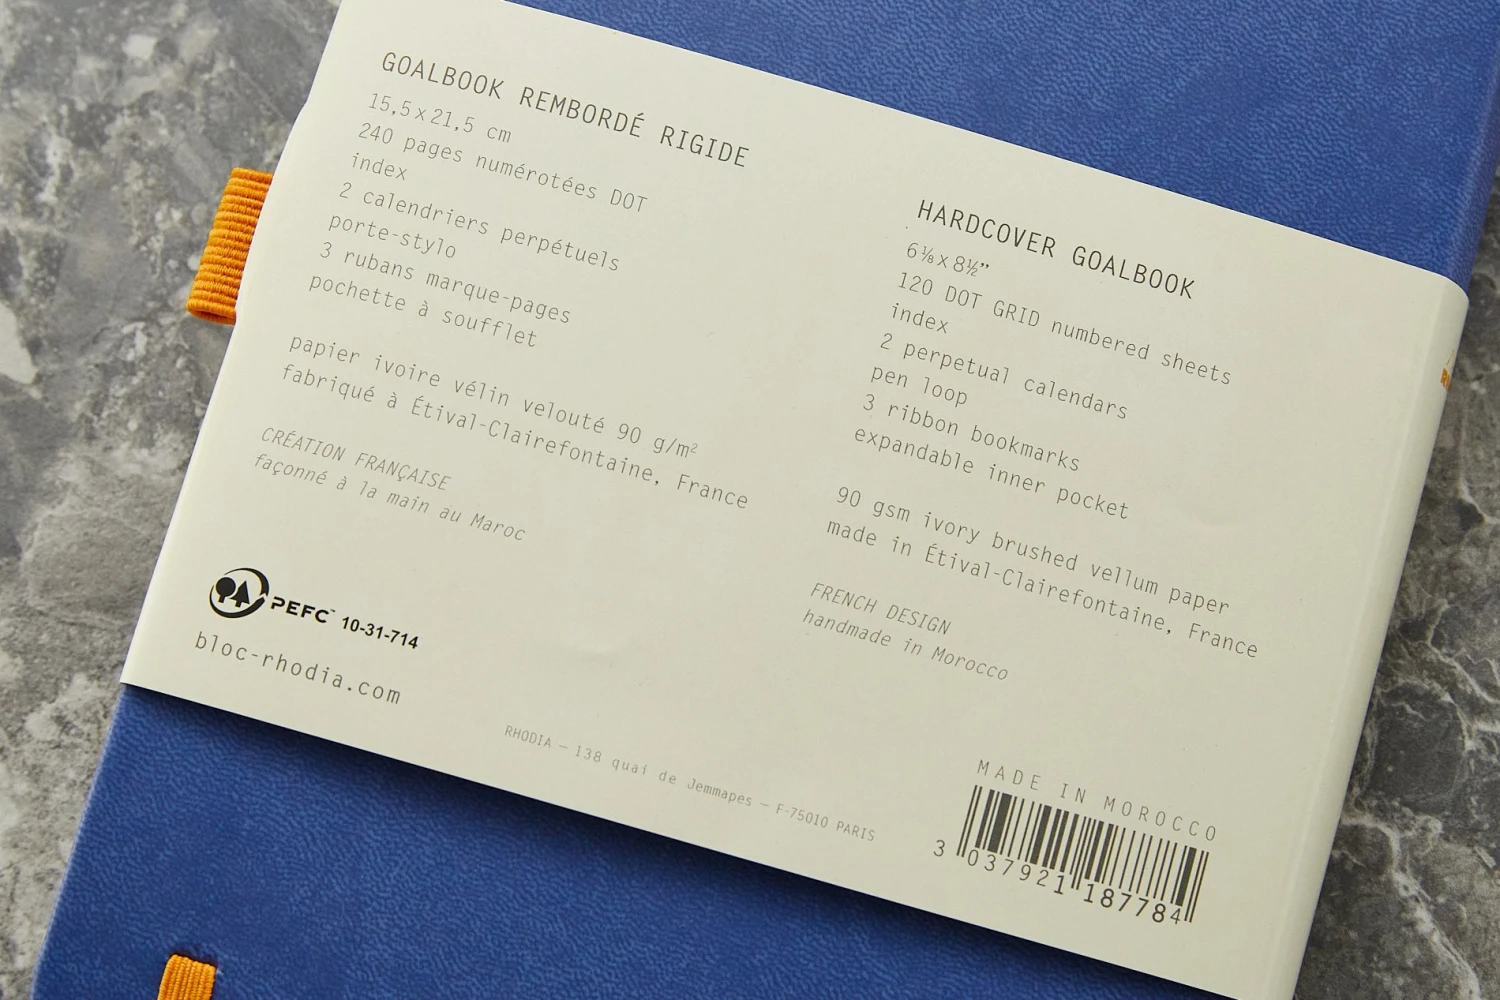 GOALBOOK REMBORDÉ RIGIDE
15,5 x 21,5 cm
240 pages numérotées DOT
index
2 calendriers perpétuels
porte-stylo
3 rubans marque-pages
pochette à soufflet
papier ivoire vélin velouté 90 g/m²
fabriqué à Étival-Clairefontaine, France
CRÉATION FRANÇAISE
façonné à la main au Maroc
PEFC™ 10-31-714
bloc-rhodia.com
HARDCOVER GOALBOOK
6⅛ x 8½”
120 DOT GRID numbered sheets
index
2 perpetual calendars
pen loop
3 ribbon bookmarks
expandable inner pocket
90 gsm ivory brushed vellum paper
made in Étival-Clairefontaine, France
FRENCH DESIGN
handmade in Morocco
RHODIA – 138 quai de Jemmapes – F-75010 PARIS
MADE IN MOROCCO
3 037921 187784